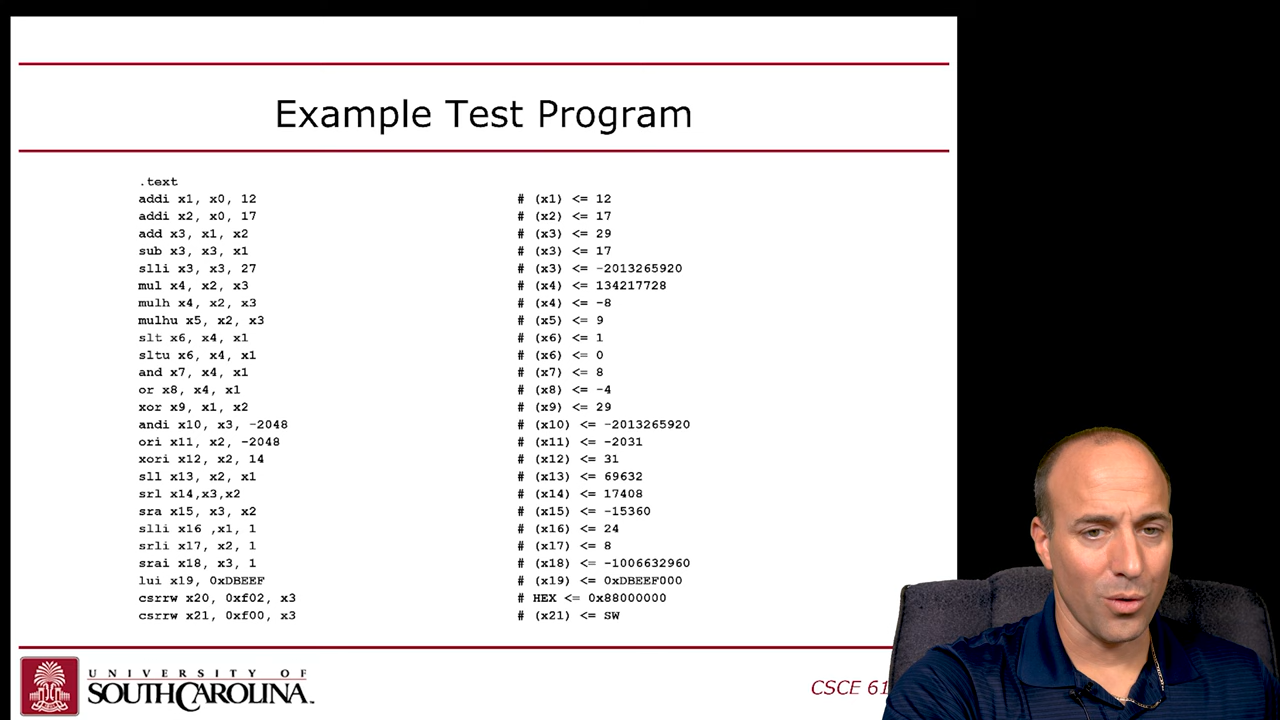 Example Test Program
.text
addi x1, x0, 12 # (x1) <= 12
addi x2, x0, 17 # (x2) <= 17
add x3, x1, x2 # (x3) <= 29
sub x3, x3, x1 # (x3) <= 17
slli x3, x3, 27 # (x3) <= -2013265920
mul x4, x2, x3 # (x4) <= 134217728
mulh x4, x2, x3 # (x4) <= -8
mulhu x5, x2, x3 # (x5) <= 9
slt x6, x4, x1 # (x6) <= 1
sltu x6, x4, x1 # (x6) <= 0
and x7, x4, x1 # (x7) <= 8
or x8, x4, x1 # (x8) <= -4
xor x9, x1, x2 # (x9) <= 29
andi x10, x3, -2048 # (x10) <= -2013265920
ori x11, x2, -2048 # (x11) <= -2031
xori x12, x2, 14 # (x12) <= 31
sll x13, x2, x1 # (x13) <= 69632
srl x14,x3,x2 # (x14) <= 17408
sra x15, x3, x2 # (x15) <= -15360
slli x16 ,x1, 1 # (x16) <= 24
srli x17, x2, 1 # (x17) <= 8
srai x18, x3, 1 # (x18) <= -1006632960
lui x19, 0xDBEEF # (x19) <= 0xDBEEF000
csrrw x20, 0xf02, x3 # HEX <= 0x88000000
csrrw x21, 0xf00, x3 # (x21) <= SW
UNIVERSITY OF
SOUTH CAROLINA
CSCE 61